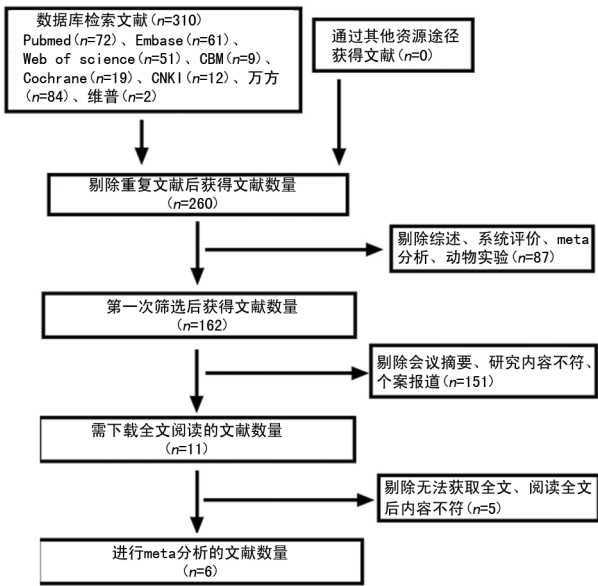 数据库检索文献(n=310)
Pubmed(n=72)、Embase(n=61)、
Web of science(n=51)、CBM(n=9)、
Cochrane(n=19)、CNKI(n=12)、万方
(n=84)、维普(n=2)
通过其他资源途径
获得文献(n=0)
剔除重复文献后获得文献数量
(n=260)
剔除综述、系统评价、meta
分析、动物实验(n=87)
第一次筛选后获得文献数量
(n=162)
剔除会议摘要、研究内容不符、
个案报道(n=151)
需下载全文阅读的文献数量
(n=11)
剔除无法获取全文、阅读全文
后内容不符(n=5)
进行meta分析的文献数量
(n=6)